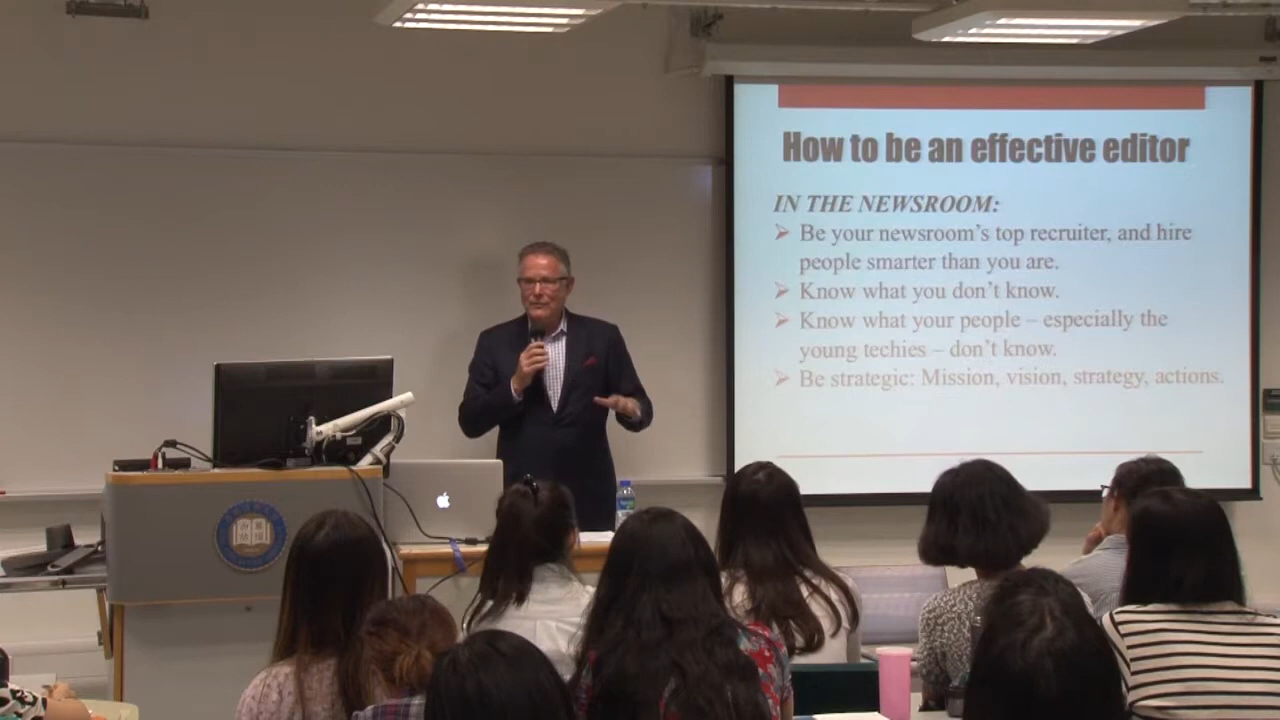 How to be an effective editor
IN THE NEWSROOM:
➢ Be your newsroom's top recruiter, and hire
people smarter than you are.
➢ Know what you don't know.
➢ Know what your people – especially the
young techies – don't know.
➢ Be strategic: Mission, vision, strategy, actions.